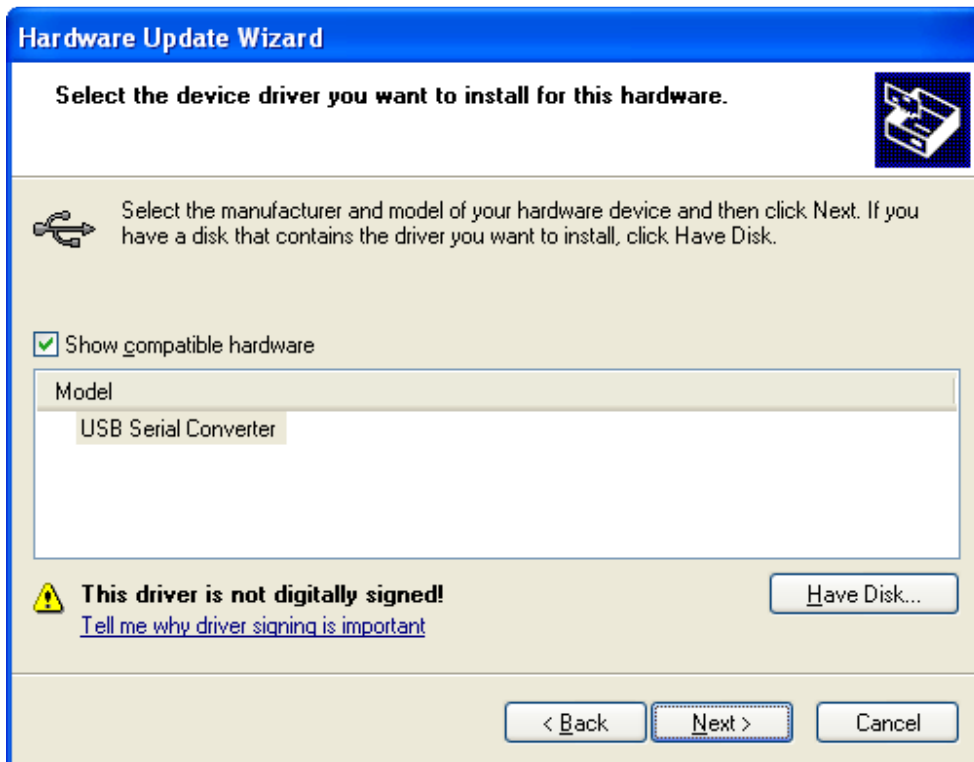 Hardware Update Wizard
Select the device driver you want to install for this hardware.
Select the manufacturer and model of your hardware device and then click Next. If you
have a disk that contains the driver you want to install, click Have Disk.
Show compatible hardware
Model
USB Serial Converter
This driver is not digitally signed!
Have Disk...
Tell me why driver signing is important
< Back
Next >
Cancel